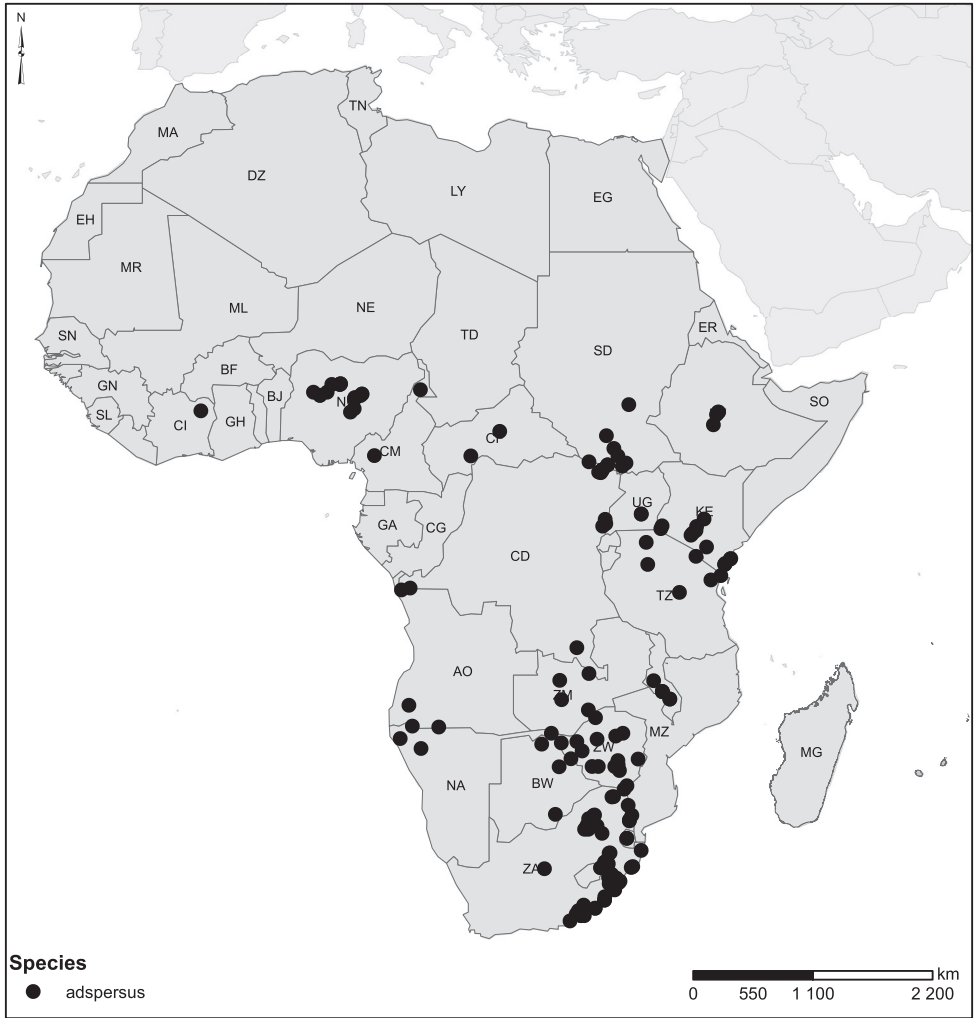 N
TN
MA
DZ
LY
EG
EH
MR
ML
NE
TD
SD
ER
SN
BF
GN
BJ
SL
CI
GH
SO
CM
UG
GA
CG
CD
TZ
AO
ZM
MZ
ZW
NA
BW
MG
ZA
Species
adspersus
km
0 550 1 100 2 200